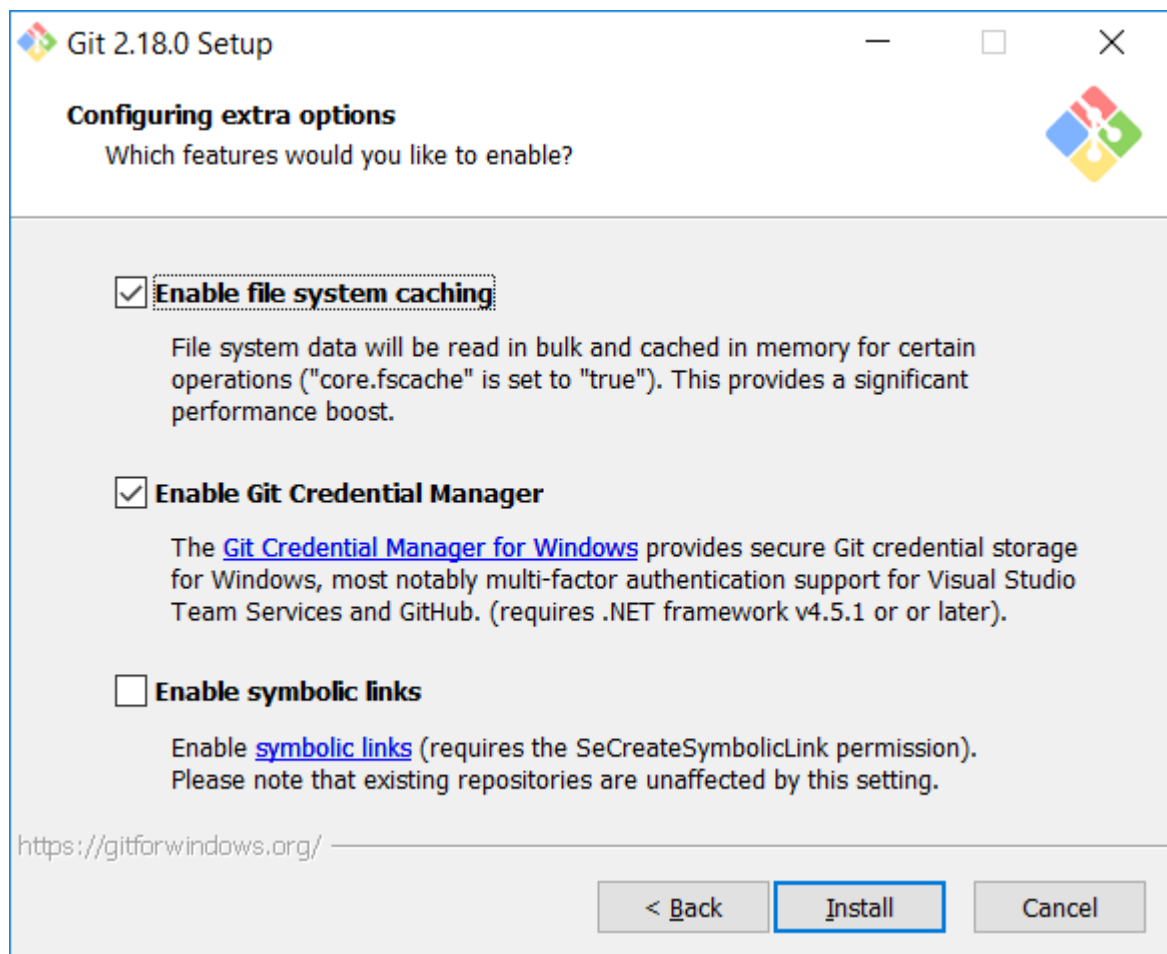 Git 2.18.0 Setup
Configuring extra options
Which features would you like to enable?
Enable file system caching
File system data will be read in bulk and cached in memory for certain
operations ("core.fscache" is set to "true"). This provides a significant
performance boost.
Enable Git Credential Manager
The Git Credential Manager for Windows provides secure Git credential storage
for Windows, most notably multi-factor authentication support for Visual Studio
Team Services and GitHub. (requires .NET framework v4.5.1 or or later).
Enable symbolic links
Enable symbolic links (requires the SeCreateSymbolicLink permission).
Please note that existing repositories are unaffected by this setting.
https://gitforwindows.org/
< Back Install Cancel